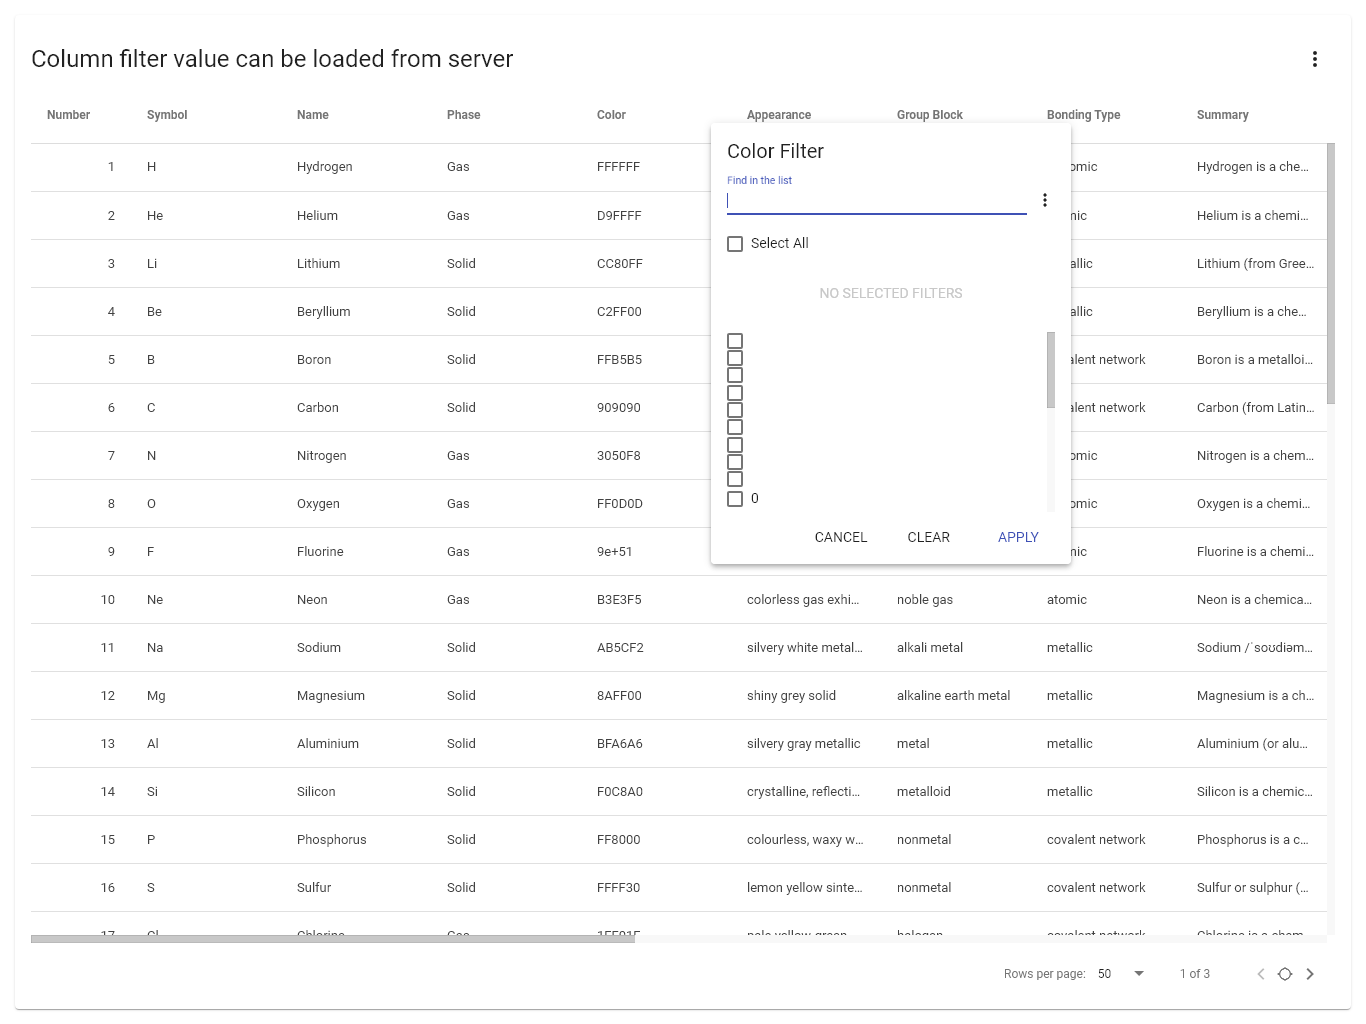 Column filter value can be loaded from server
Number Symbol Name Phase Color Appearance Group Block Bonding Type Summary
Color Filter
Find in the list
Select All
NO SELECTED FILTERS
0
CANCEL CLEAR APPLY
1 H Hydrogen Gas FFFFFF omic Hydrogen is a che…
2 He Helium Gas D9FFFF nic Helium is a chemi…
3 Li Lithium Solid CC80FF allic Lithium (from Gree…
4 Be Beryllium Solid C2FF00 allic Beryllium is a che…
5 B Boron Solid FFB5B5 alent network Boron is a metalloi…
6 C Carbon Solid 909090 alent network Carbon (from Latin…
7 N Nitrogen Gas 3050F8 omic Nitrogen is a chem…
8 O Oxygen Gas FF0D0D omic Oxygen is a chemi…
9 F Fluorine Gas 9e+51 nic Fluorine is a chemi…
10 Ne Neon Gas B3E3F5 colorless gas exhi… noble gas atomic Neon is a chemica…
11 Na Sodium Solid AB5CF2 silvery white metal… alkali metal metallic Sodium /ˈsoʊdiəm…
12 Mg Magnesium Solid 8AFF00 shiny grey solid alkaline earth metal metallic Magnesium is a ch…
13 Al Aluminium Solid BFA6A6 silvery gray metallic metal metallic Aluminium (or alu…
14 Si Silicon Solid F0C8A0 crystalline, reflecti… metalloid metallic Silicon is a chemic…
15 P Phosphorus Solid FF8000 colourless, waxy w… nonmetal covalent network Phosphorus is a c…
16 S Sulfur Solid FFFF30 lemon yellow sinte… nonmetal covalent network Sulfur or sulphur (…
17 Cl Chlorine Gas 1FF01F pale yellow-green… halogen covalent network Chlorine is a chem…
Rows per page: 50 1 of 3